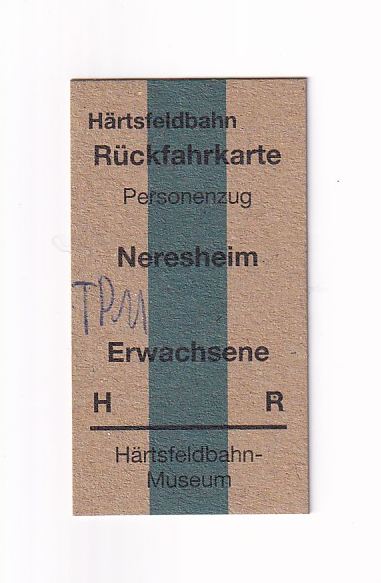 Härtsfeldbahn
Rückfahrkarte
Personenzug
Neresheim
Erwachsene
H R
Härtsfeldbahn-
Museum